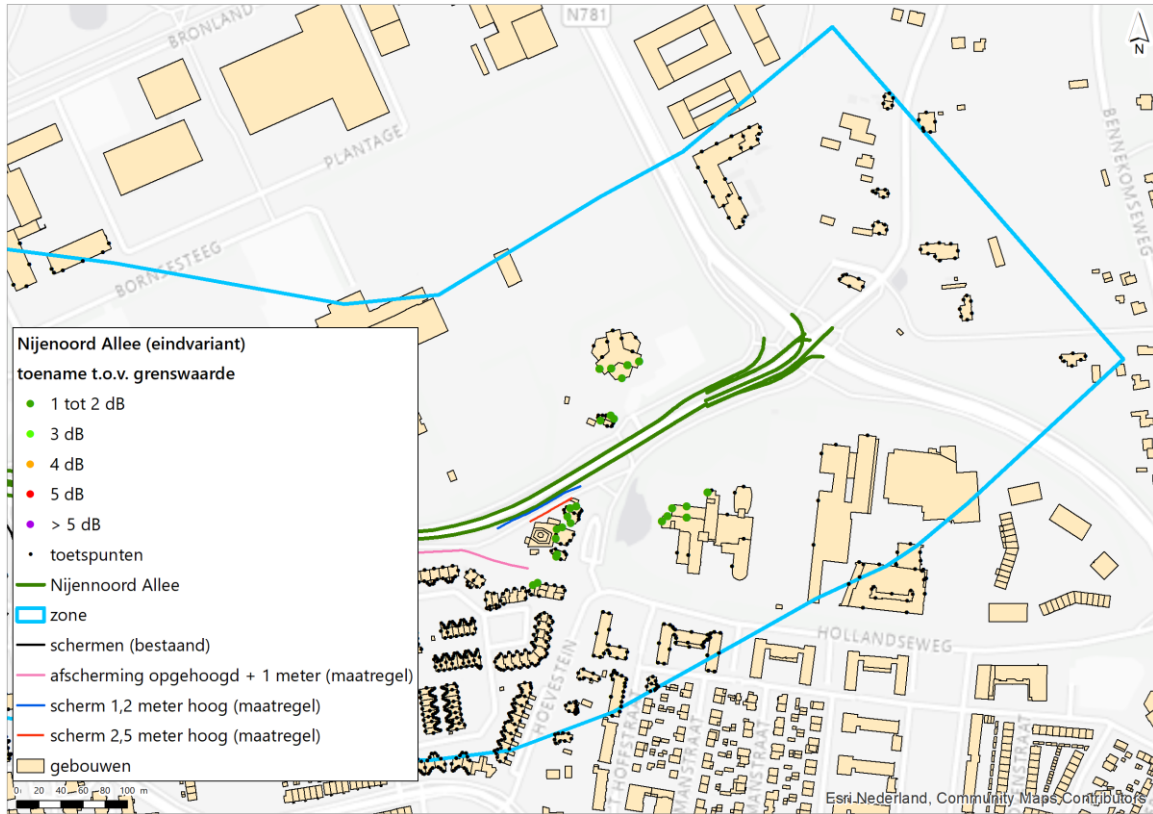 N781
BRONLAND
N
PLANTAGE
BENNEKOMSEWEG
BORNSESTEEG
Nijenoord Allee (eindvariant)
toename t.o.v. grenswaarde
1 tot 2 dB
3 dB
4 dB
5 dB
> 5 dB
toetspunten
Nijennoord Allee
zone
schermen (bestaand)
afscherming opgehoogd + 1 meter (maatregel)
scherm 1,2 meter hoog (maatregel)
scherm 2,5 meter hoog (maatregel)
gebouwen
0 20 40 60 80 100 m
HOLLANDSEWEG
HOEVESTEIN
T HOFFSTRAAT
MANSTRAAT
MANSTRAAT
Esri Nederland, Community Maps Contributors